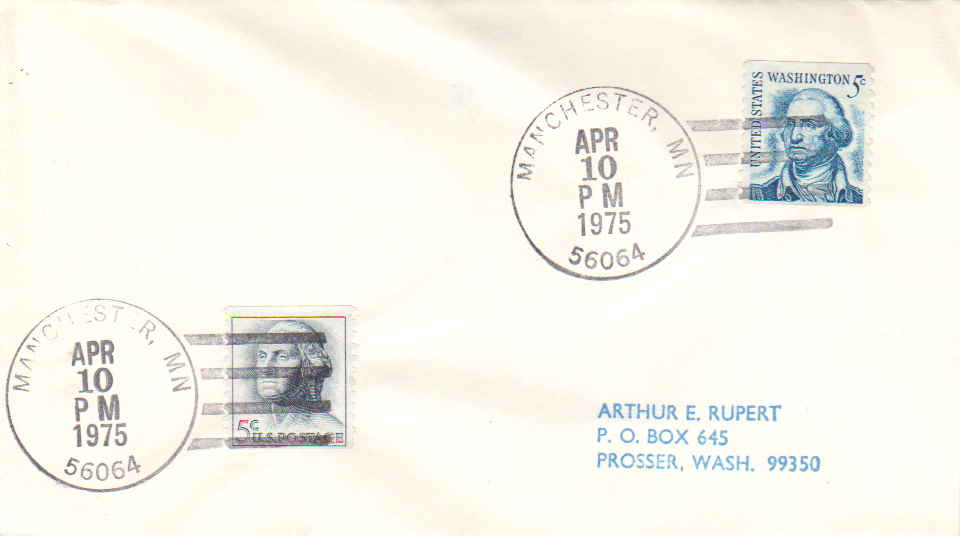 UNITED STATES
WASHINGTON 5c
MANCHESTER, MN
APR
10
PM
1975
56064
MANCHESTER, MN
APR
10
PM
1975
56064
5c
U.S. POSTAGE
ARTHUR E. RUPERT
P. O. BOX 645
PROSSER, WASH. 99350